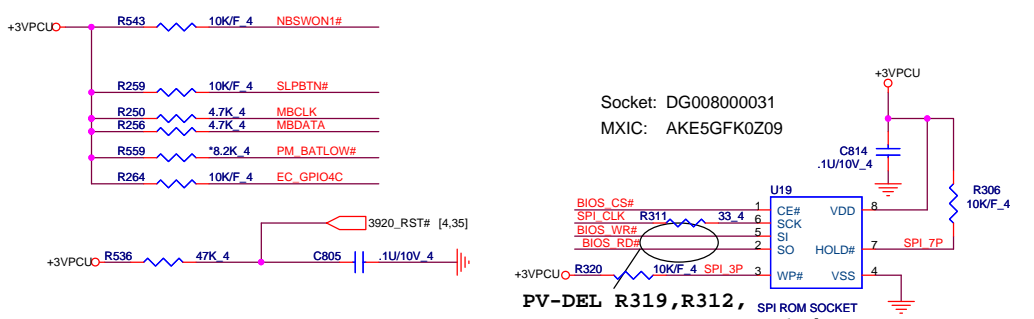 +3VPCU R543 10K/F_4 NBSWON1#
R259 10K/F_4 SLPBTN#
R250 4.7K_4 MBCLK
R256 4.7K_4 MBDATA
R559 *8.2K_4 PM_BATLOW#
R264 10K/F_4 EC_GPIO4C
3920_RST# [4,35]
+3VPCU R536 47K_4 C805 .1U/10V_4
+3VPCU
Socket: DG008000031
MXIC: AKE5GFK0Z09
C814
.1U/10V_4
R306
10K/F_4
U19
BIOS_CS# 1 CE# VDD 8
SPI_CLK R311 33_4 6 SCK
BIOS_WR# 5 SI
BIOS_RD# 2 SO HOLD# 7 SPI_7P
+3VPCU R320 10K/F_4 SPI_3P 3 WP# VSS 4
PV-DEL R319,R312,
SPI ROM SOCKET